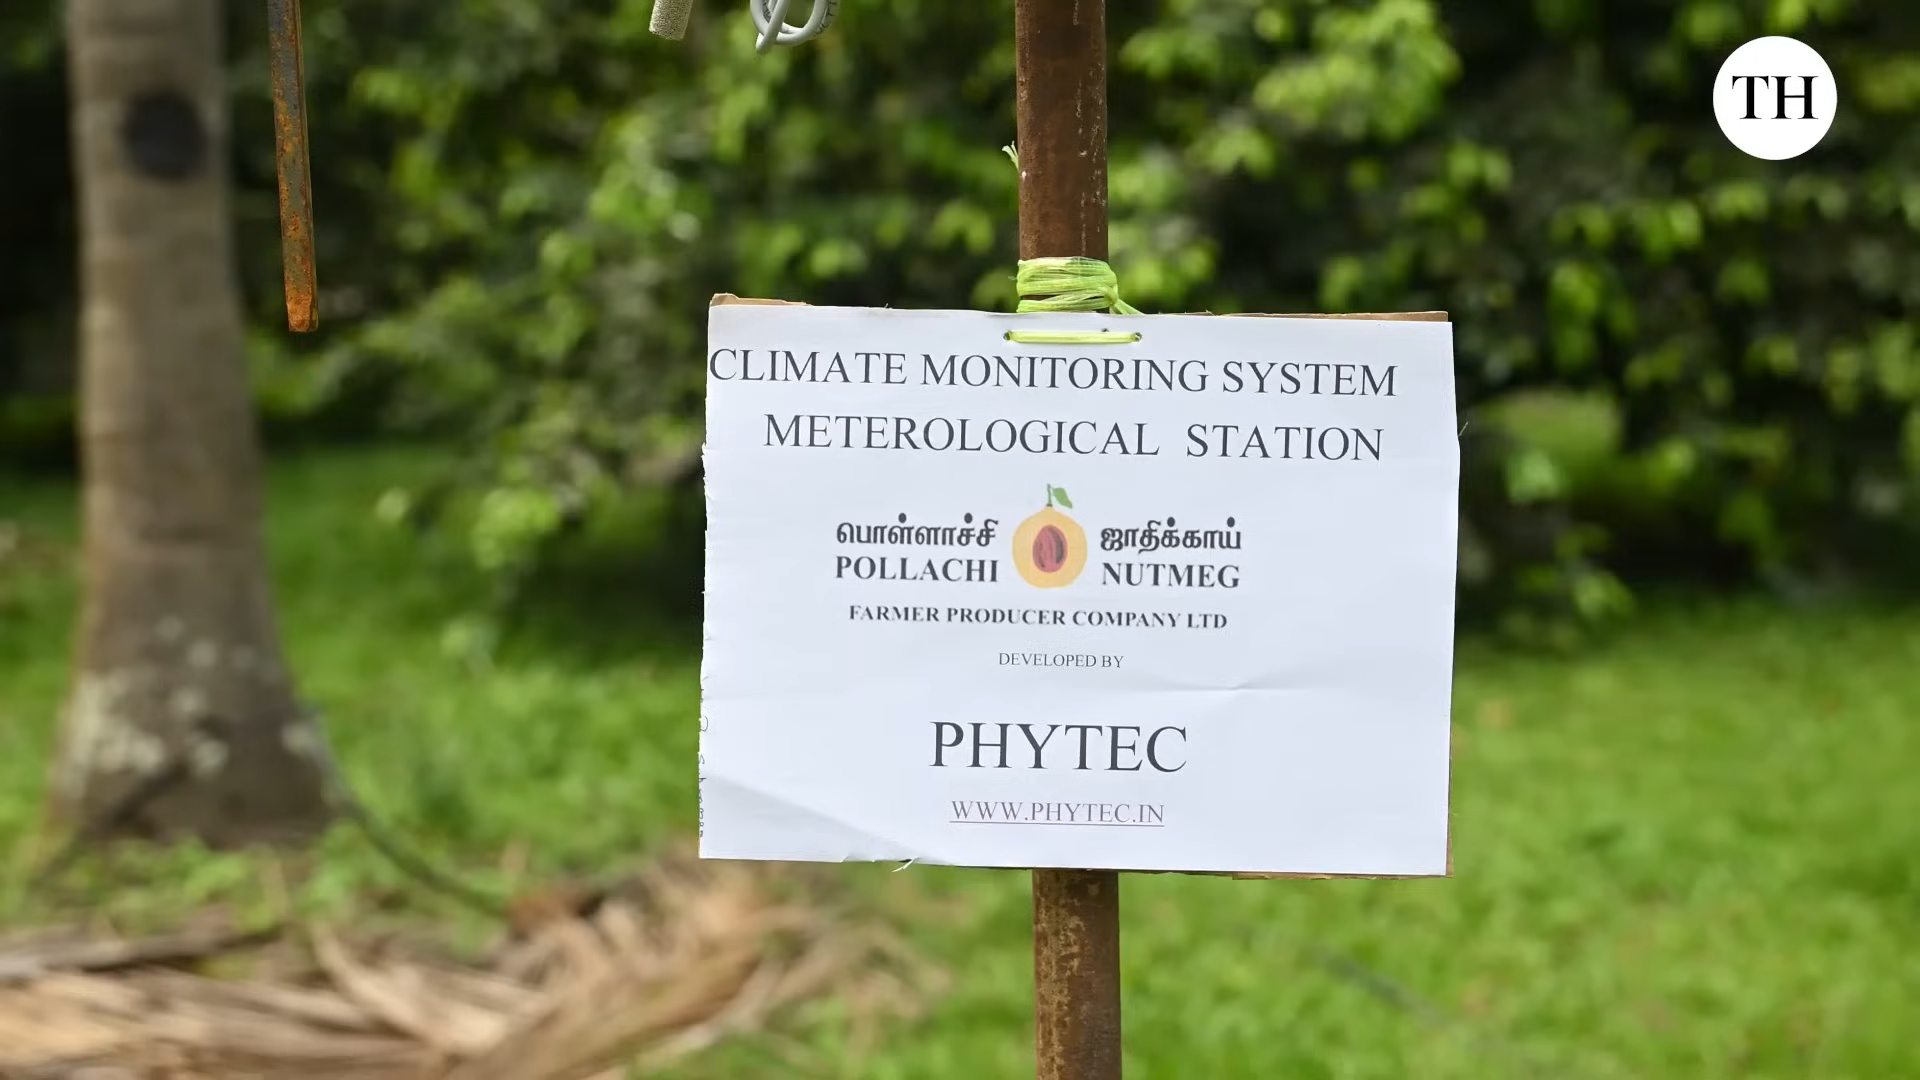 TH
CLIMATE MONITORING SYSTEM
METEROLOGICAL STATION
பொள்ளாச்சி ஜாதிக்காய்
POLLACHI NUTMEG
FARMER PRODUCER COMPANY LTD
DEVELOPED BY
PHYTEC
WWW.PHYTEC.IN